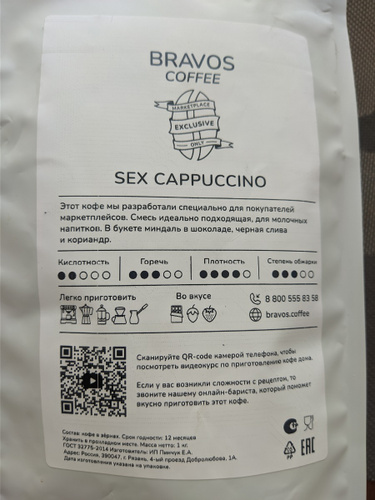 BRAVOS
COFFEE
MARKETPLACE
EXCLUSIVE
ONLY
SEX CAPPUCCINO
Этот кофе мы разработали специально для покупателей
маркетплейсов. Смесь идеально подходящая, для молочных
напитков. В букете миндаль в шоколаде, черная слива
и кориандр.
Кислотность Горечь Плотность Степень обжарки
Легко приготовить Во вкусе 8 800 555 83 58
bravos.coffee
Сканируйте QR-code камерой телефона, чтобы
посмотреть видеокурс по приготовлению кофе дома.
Если у вас возникли сложности с рецептом, то
звоните нашему онлайн-бариста, который поможет
вкусно приготовить этот кофе.
Состав: кофе в зёрнах. Срок годности: 12 месяцев
Хранить в прохладном месте. Масса нетто: 1 кг.
ГОСТ 32775-2014 Изготовитель: ИП Пекчук Е.А.
Адрес: Россия, 390047, г. Рязань, 4-ый проезд Добролюбова, 1А.
Дата изготовления указана на упаковке.
PP
EAC